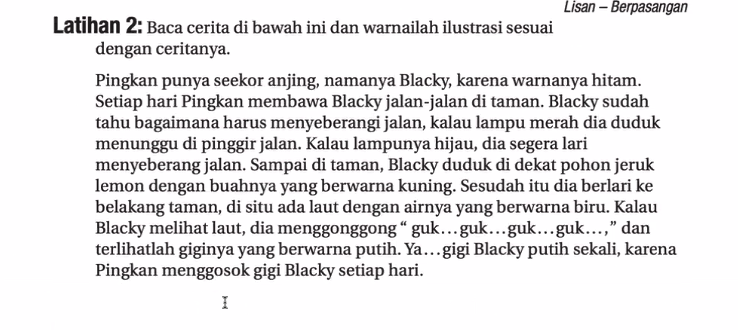 Lisan – Berpasangan
Latihan 2: Baca cerita di bawah ini dan warnailah ilustrasi sesuai
dengan ceritanya.
Pingkan punya seekor anjing, namanya Blacky, karena warnanya hitam.
Setiap hari Pingkan membawa Blacky jalan-jalan di taman. Blacky sudah
tahu bagaimana harus menyeberangi jalan, kalau lampu merah dia duduk
menunggu di pinggir jalan. Kalau lampunya hijau, dia segera lari
menyeberang jalan. Sampai di taman, Blacky duduk di dekat pohon jeruk
lemon dengan buahnya yang berwarna kuning. Sesudah itu dia berlari ke
belakang taman, di situ ada laut dengan airnya yang berwarna biru. Kalau
Blacky melihat laut, dia menggonggong “ guk…guk…guk…guk…,” dan
terlihatlah giginya yang berwarna putih. Ya…gigi Blacky putih sekali, karena
Pingkan menggosok gigi Blacky setiap hari.